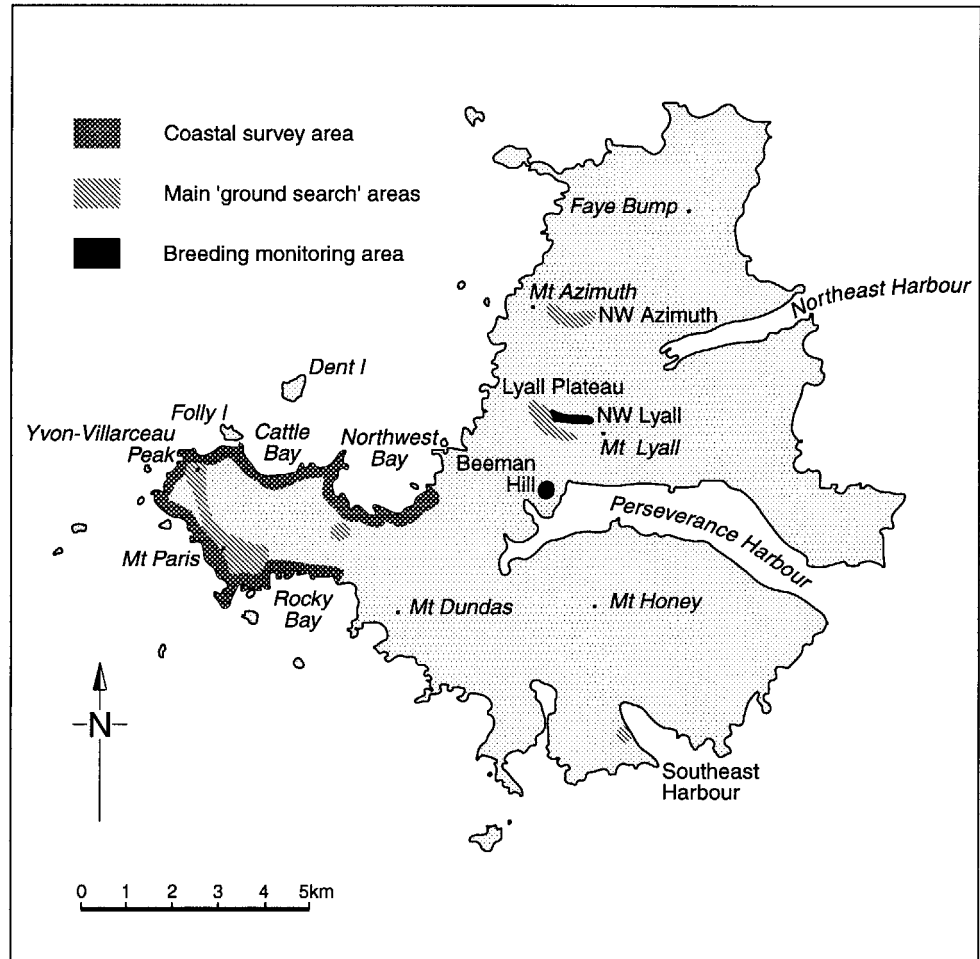 Coastal survey area
Main 'ground search' areas
Breeding monitoring area
Faye Bump
Mt Azimuth
NW Azimuth
Northeast Harbour
Dent I
Lyall Plateau
NW Lyall
Mt Lyall
Folly I
Yvon-Villarceau
Peak
Cattle
Bay
Northwest
Bay
Beeman
Hill
Perseverance Harbour
Mt Paris
Rocky
Bay
Mt Dundas
Mt Honey
N
Southeast
Harbour
0 1 2 3 4 5km